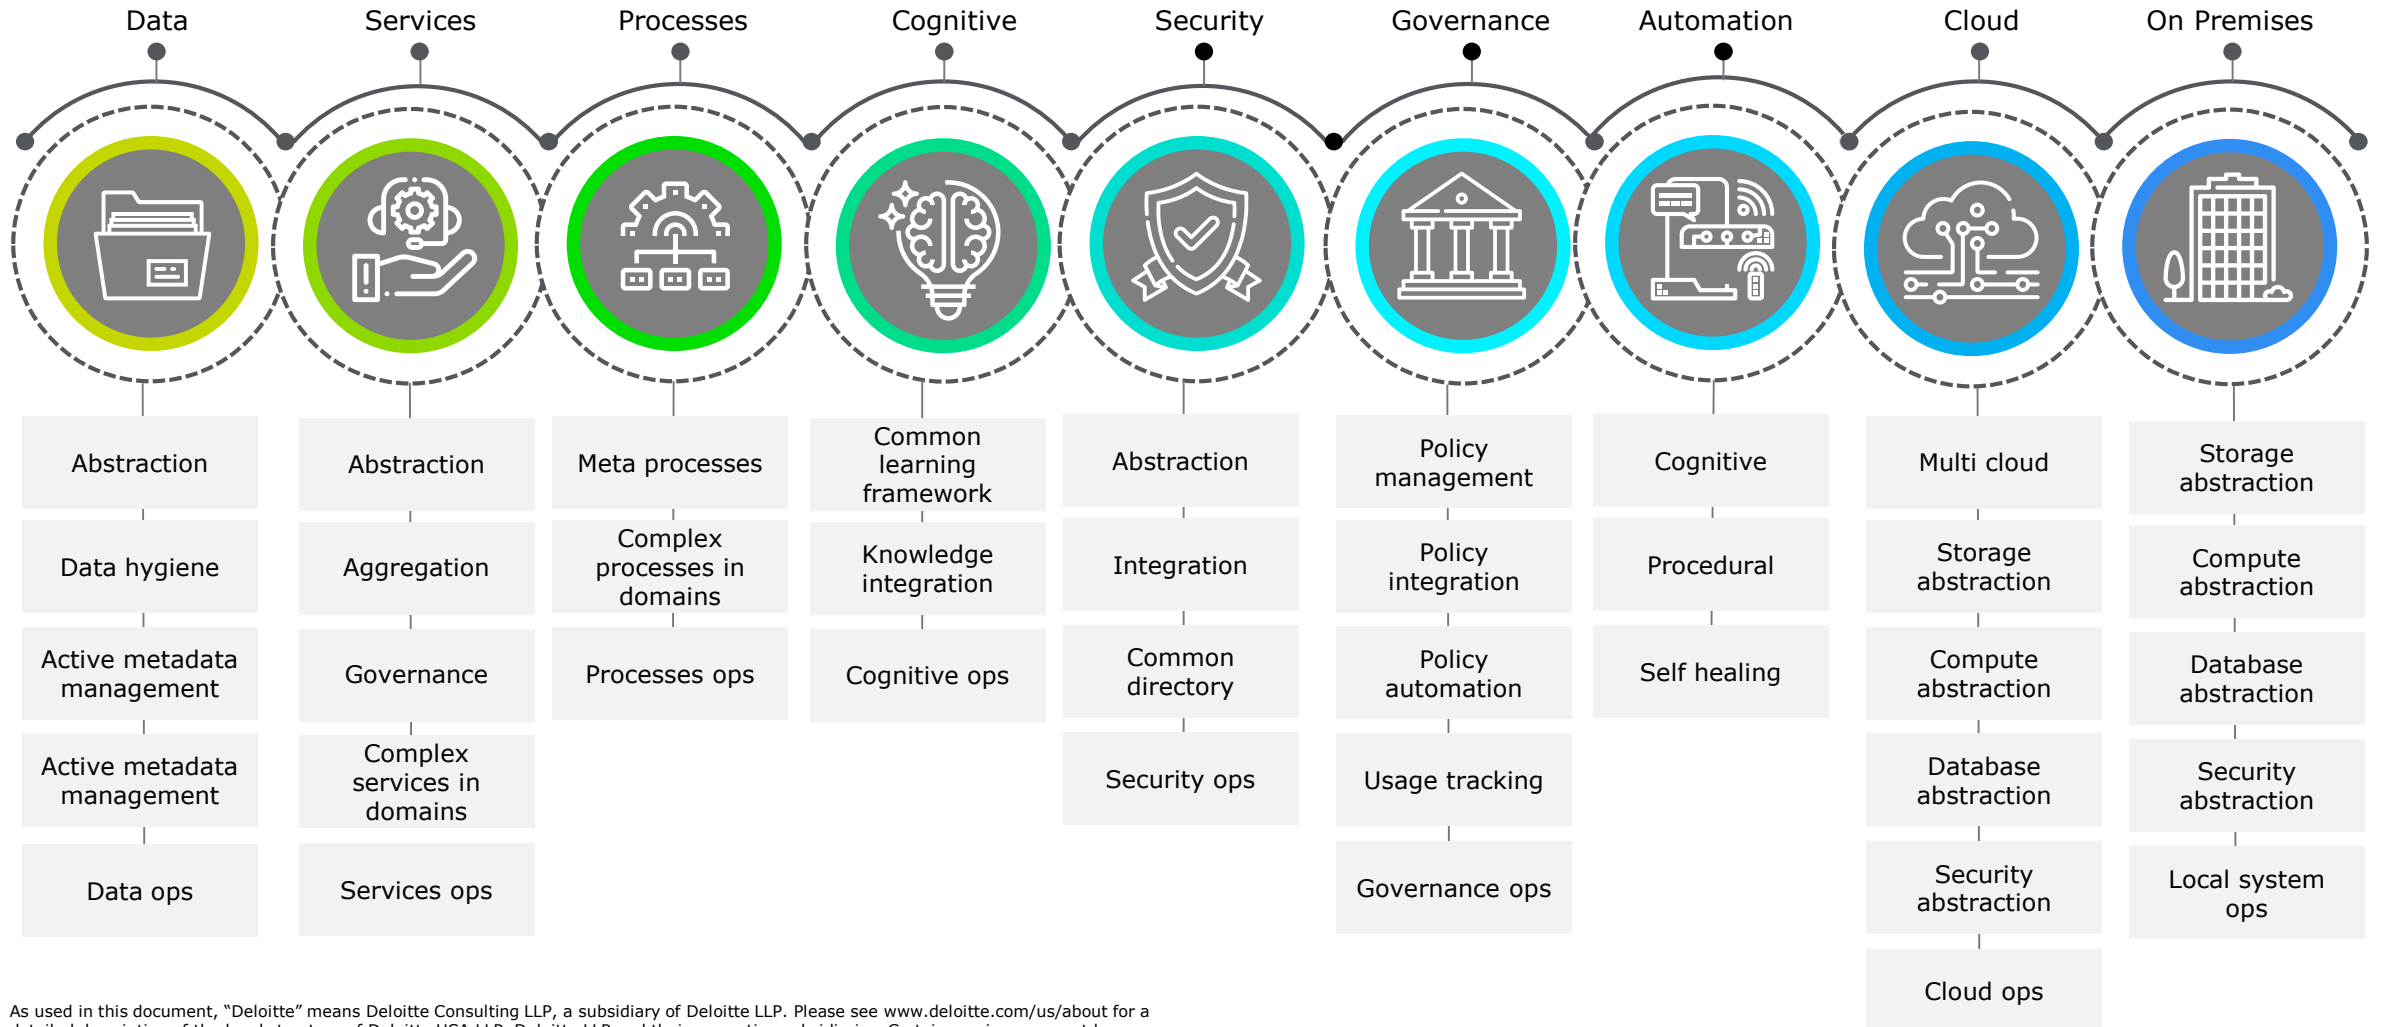 Data
Services
Processes
Cognitive
Security
Governance
Automation
Cloud
On Premises
Abstraction
Data hygiene
Active metadata
management
Active metadata
management
Data ops
Abstraction
Aggregation
Governance
Complex
services in
domains
Services ops
Meta processes
Complex
processes in
domains
Processes ops
Common
learning
framework
Knowledge
integration
Cognitive ops
Abstraction
Integration
Common
directory
Security ops
Policy
management
Policy
integration
Policy
automation
Usage tracking
Governance ops
Cognitive
Procedural
Self healing
Multi cloud
Storage
abstraction
Compute
abstraction
Database
abstraction
Security
abstraction
Cloud ops
Storage
abstraction
Compute
abstraction
Database
abstraction
Security
abstraction
Local system
ops
As used in this document, “Deloitte” means Deloitte Consulting LLP, a subsidiary of Deloitte LLP. Please see www.deloitte.com/us/about for a